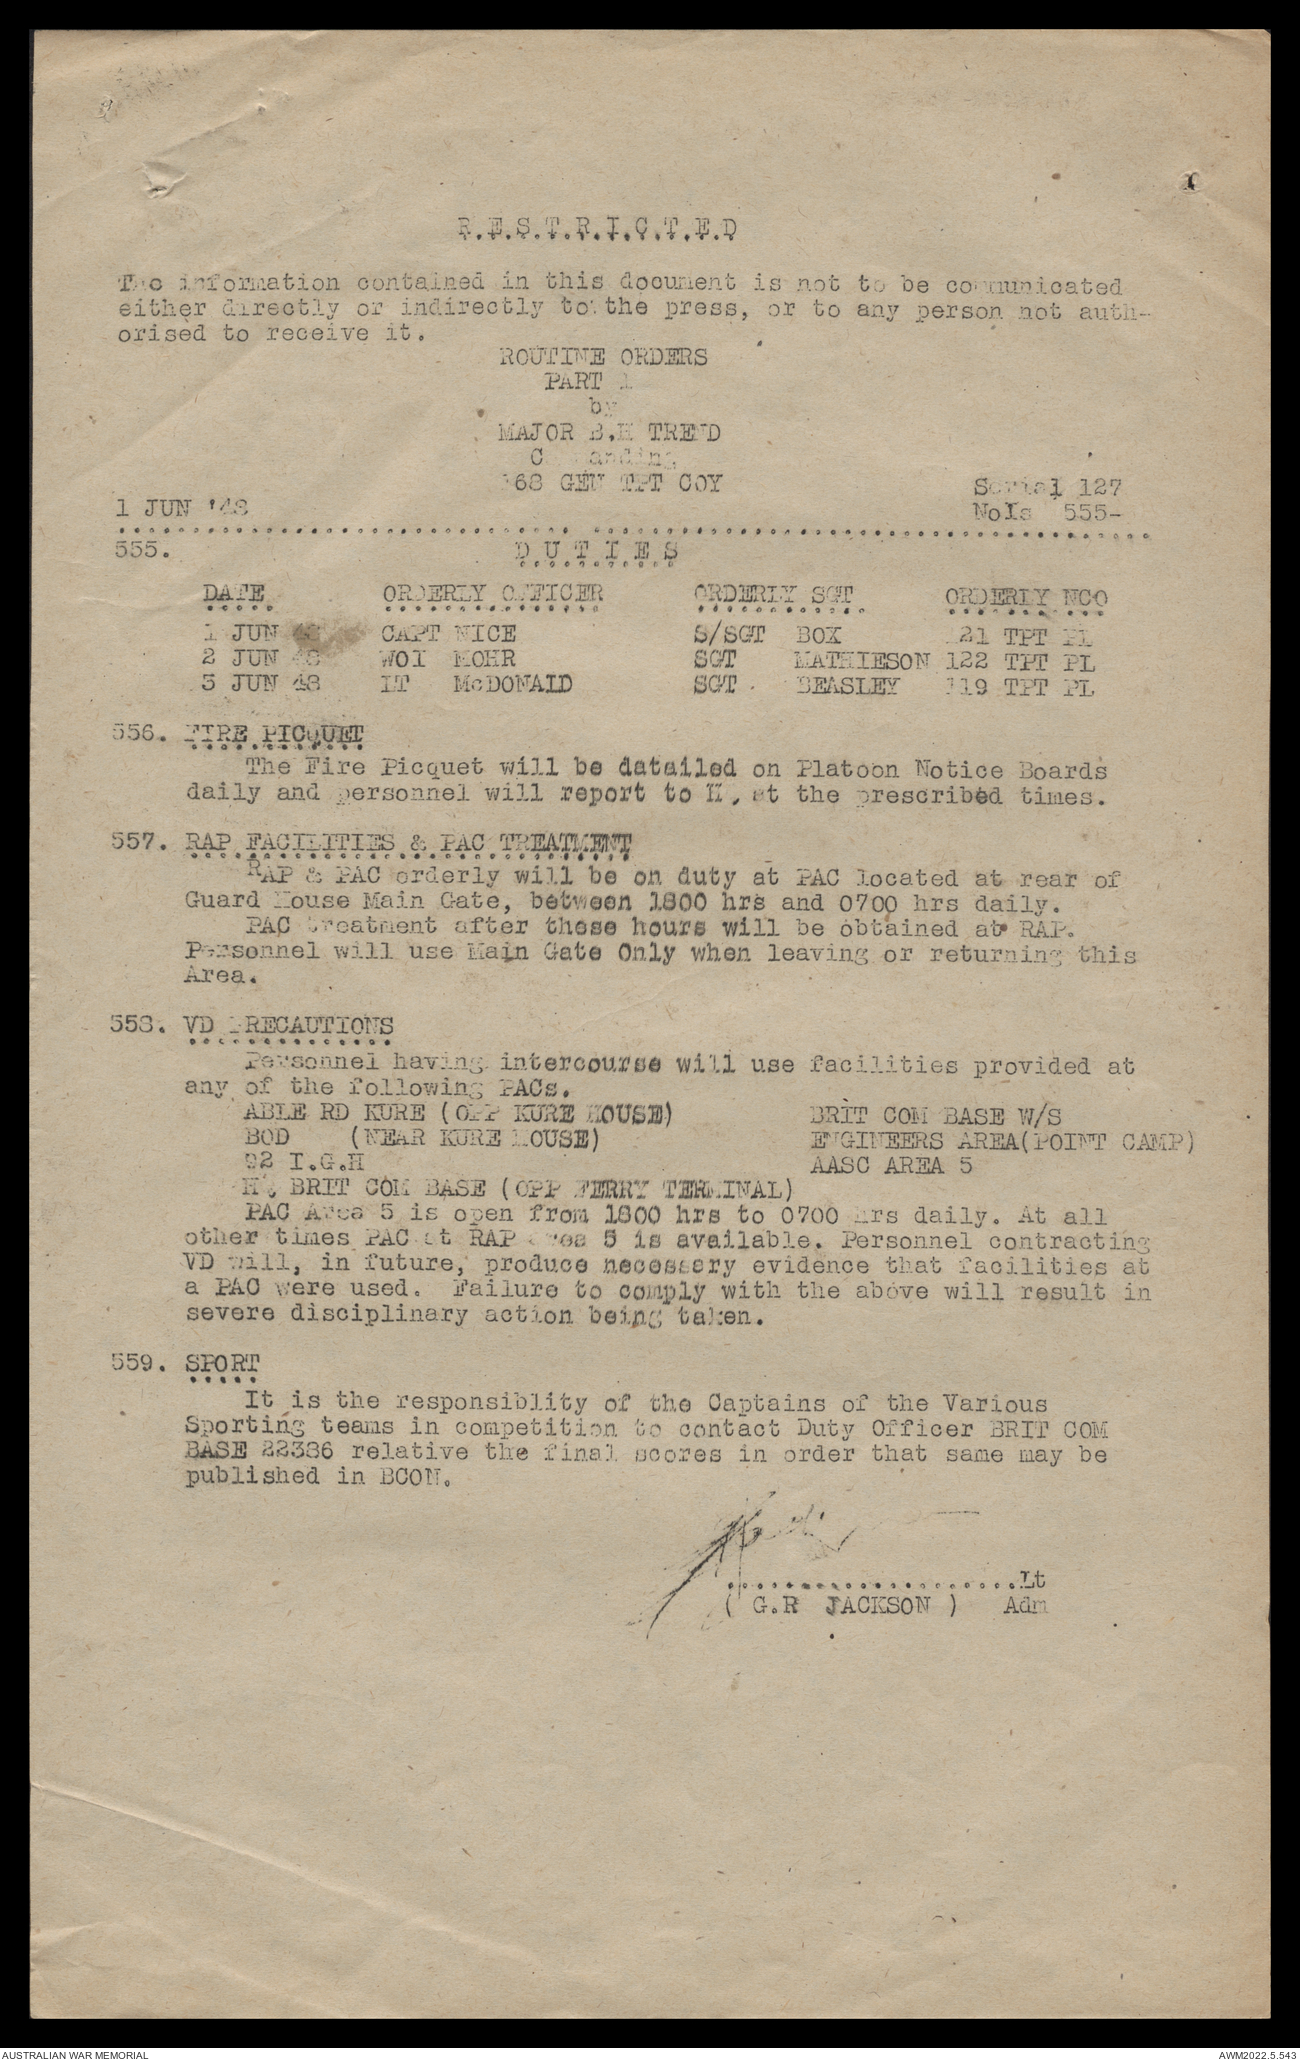 R.E.S.T.R.I.C.T.E.D
The information contained in this document is not to be communicated
either directly or indirectly to the press, or to any person not auth-
orised to receive it.
ROUTINE ORDERS
PART 1
by
MAJOR B.H TREND
Commanding
168 GEN TPT COY
Serial 127
1 JUN '48
NoIs 555-
555. D U T I E S
DATE ORDERLY OFFICER ORDERLY SGT ORDERLY NCO
1 JUN 48 CAPT NICE S/SGT BOX 121 TPT PL
2 JUN 48 WOI MOHR SGT MATHIESON 122 TPT PL
3 JUN 48 LT McDONALD SGT BEASLEY 119 TPT PL
556. FIRE PICQUET
The Fire Picquet will be datailed on Platoon Notice Boards
daily and personnel will report to HQ at the prescribed times.
557. RAP FACILITIES & PAC TREATMENT
RAP & PAC orderly will be on duty at PAC located at rear of
Guard House Main Gate, between 1800 hrs and 0700 hrs daily.
PAC treatment after these hours will be obtained at RAP.
Personnel will use Main Gate Only when leaving or returning this
Area.
558. VD PRECAUTIONS
Personnel having intercourse will use facilities provided at
any of the following PACs.
ABLE RD KURE (OPP KURE HOUSE) BRIT COM BASE W/S
BOD (NEAR KURE HOUSE) ENGINEERS AREA(POINT CAMP)
92 I.G.H AASC AREA 5
HQ BRIT COM BASE (OPP FERRY TERMINAL)
PAC Area 5 is open from 1800 hrs to 0700 hrs daily. At all
other times PAC at RAP Area 5 is available. Personnel contracting
VD will, in future, produce necessary evidence that facilities at
a PAC were used. Failure to comply with the above will result in
severe disciplinary action being taken.
559. SPORT
It is the responsiblity of the Captains of the Various
Sporting teams in competition to contact Duty Officer BRIT COM
BASE 22386 relative the final scores in order that same may be
published in BCON.
....................Lt
( G.R JACKSON ) Adm
AUSTRALIAN WAR MEMORIAL
AWM2022.5.543